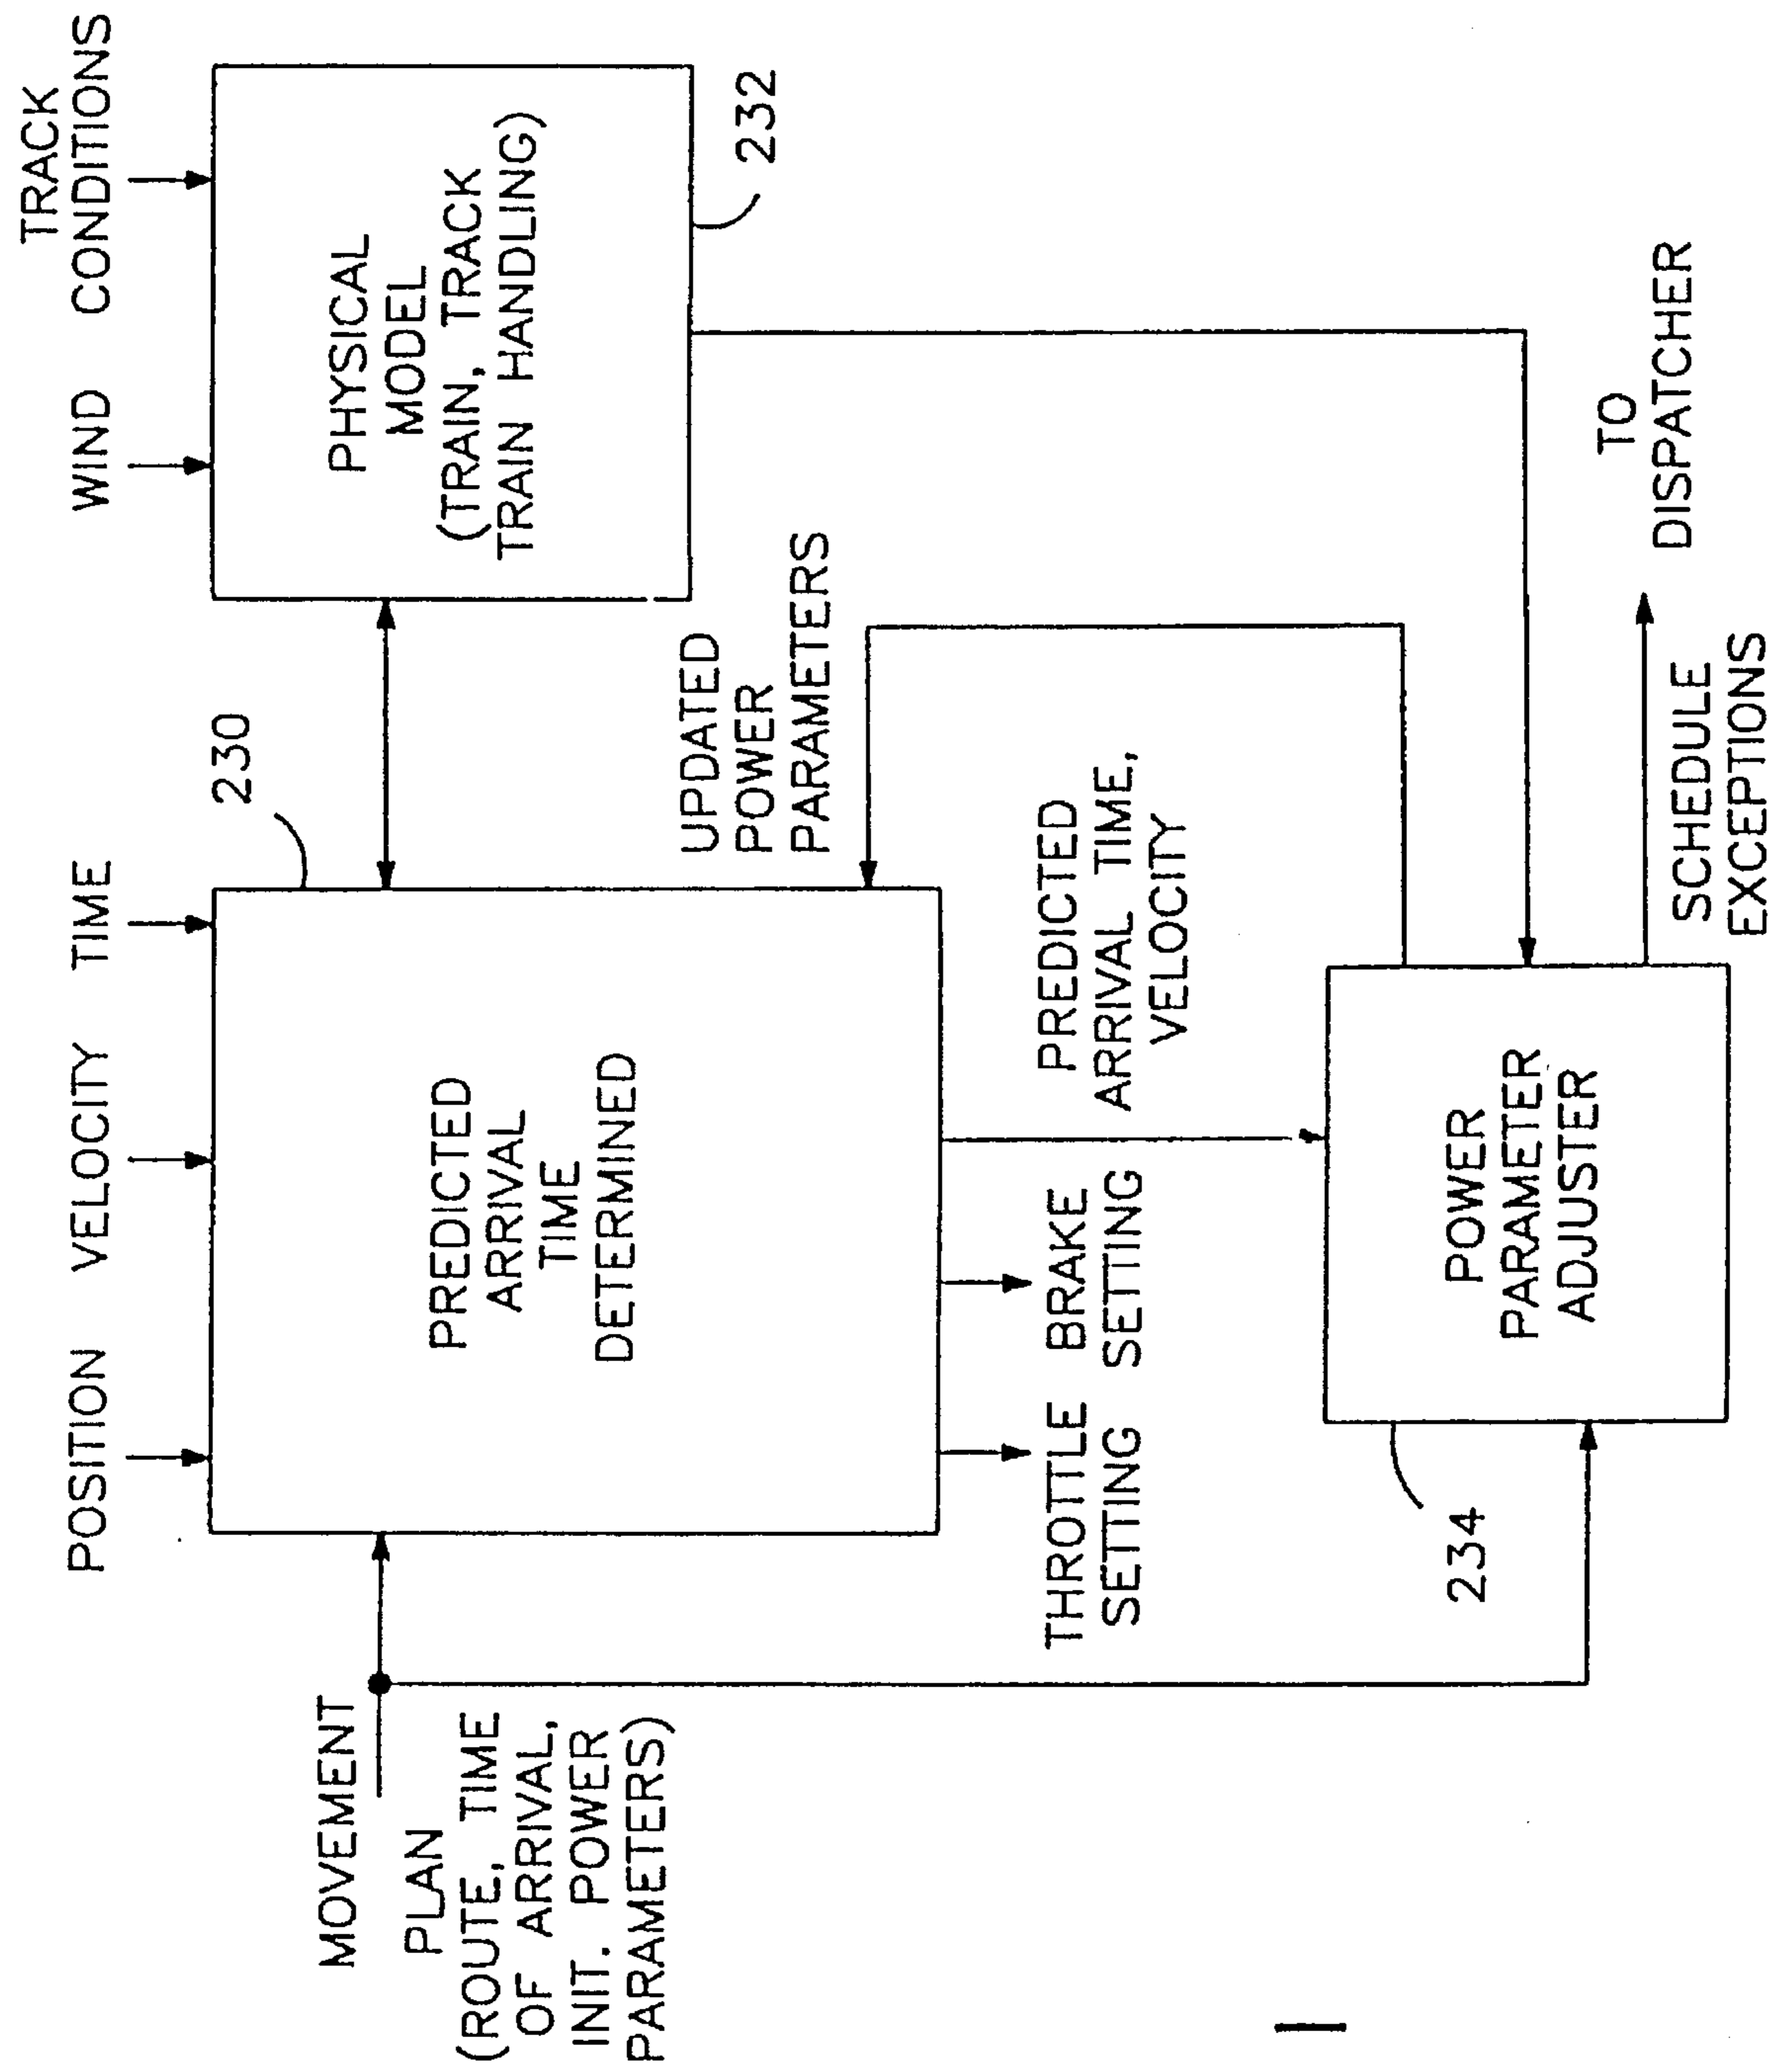 POSITION
VELOCITY
TIME
WIND
TRACK
CONDITIONS
230
MOVEMENT
PLAN
(ROUTE, TIME
OF ARRIVAL,
INIT. POWER
PARAMETERS)
PREDICTED
ARRIVAL
TIME
DETERMINED
PHYSICAL
MODEL
(TRAIN, TRACK
TRAIN HANDLING)
232
UPDATED
POWER
PARAMETERS
THROTTLE
SETTING
BRAKE
SETTING
PREDICTED
ARRIVAL TIME,
VELOCITY
234
POWER
PARAMETER
ADJUSTER
SCHEDULE
EXCEPTIONS
TO
DISPATCHER